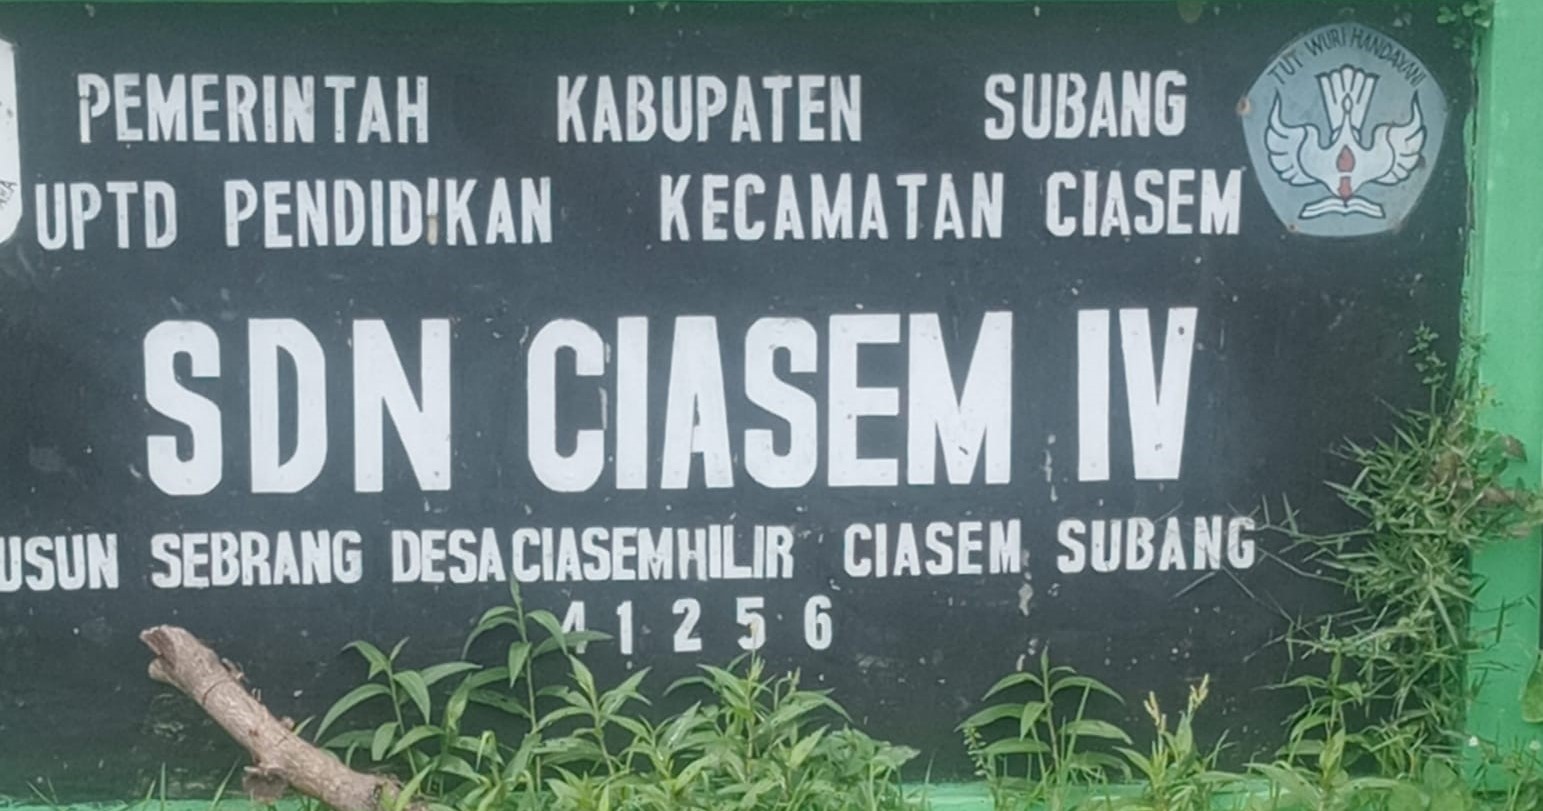 TUT WURI HANDAYANI
PEMERINTAH KABUPATEN SUBANG
UPTD PENDIDIKAN KECAMATAN CIASEM
SDN CIASEM IV
USUN SEBRANG DESA CIASEMHILIR CIASEM SUBANG
41256